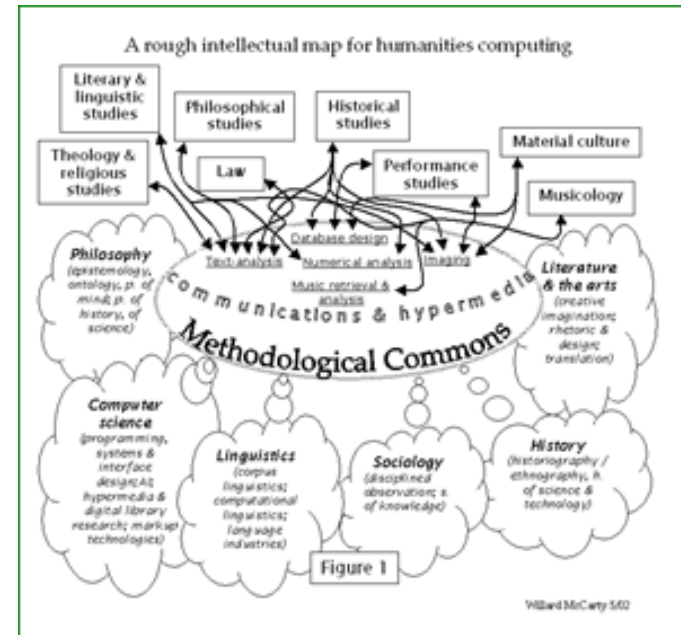 A rough intellectual map for humanities computing
Literary &
linguistic
studies
Philosophical
studies
Historical
studies
Material culture
Theology &
religious
studies
Law
Performance
studies
Musicology
Database design
Text-analysis
Numerical analysis
Imaging
Music retrieval &
analysis
communications & hypermedia
Methodological Commons
Philosophy
(epistemology,
ontology, p. of
mind; p. of
history, of
science)
Literature
& the arts
(creative
imagination;
rhetoric &
design;
translation)
Computer
science
(programming,
systems &
interface
design; AI;
hypermedia &
digital library
research; markup
technologies)
Linguistics
(corpus
linguistics;
computational
linguistics;
language
industries)
Sociology
(disciplined
observation; s.
of knowledge)
History
(historiography /
ethnography, h.
of science &
technology)
Figure 1
Willard McCarty 5/02